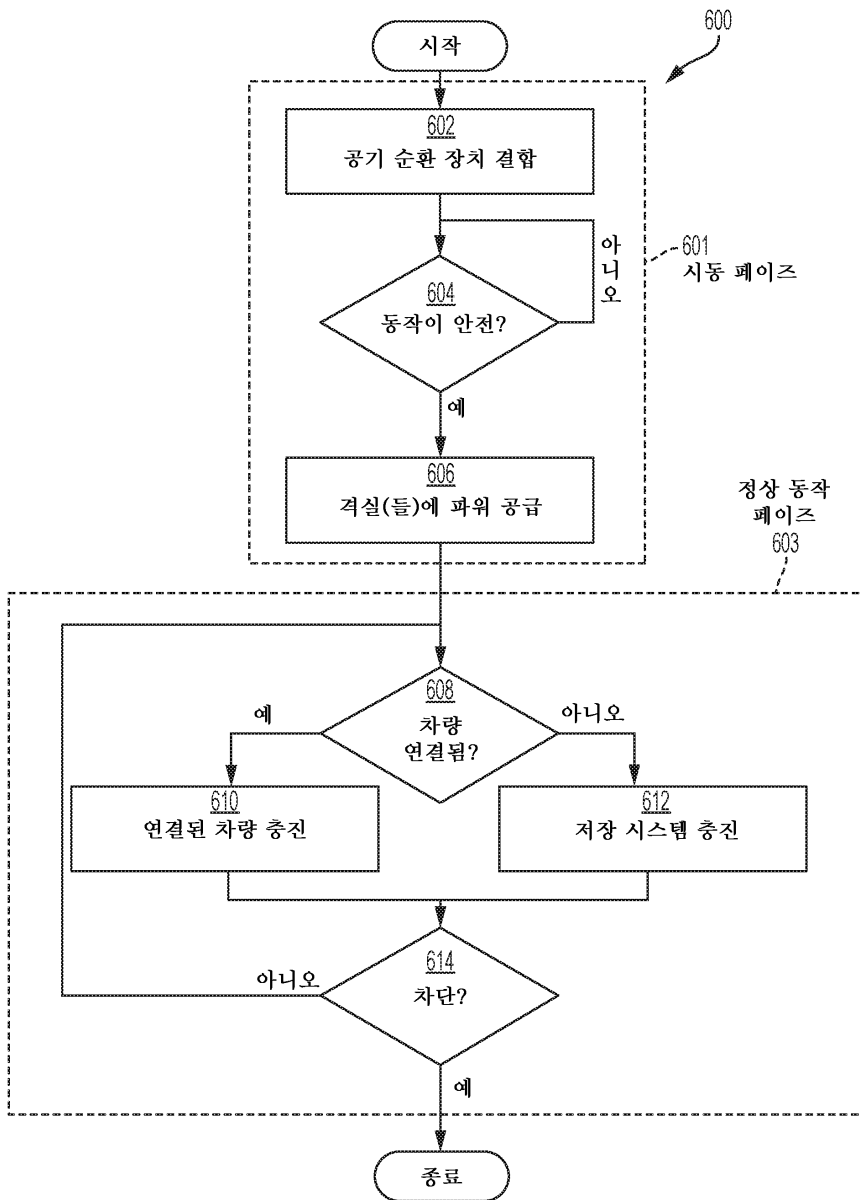 600
시작
602
공기 순환 장치 결합
아니오
601
시동 페이즈
604
동작이 안전?
예
606
격실(들)에 파워 공급
정상 동작
페이즈
603
608
차량
연결됨?
예
아니오
610
연결된 차량 충진
612
저장 시스템 충진
614
차단?
아니오
예
종료